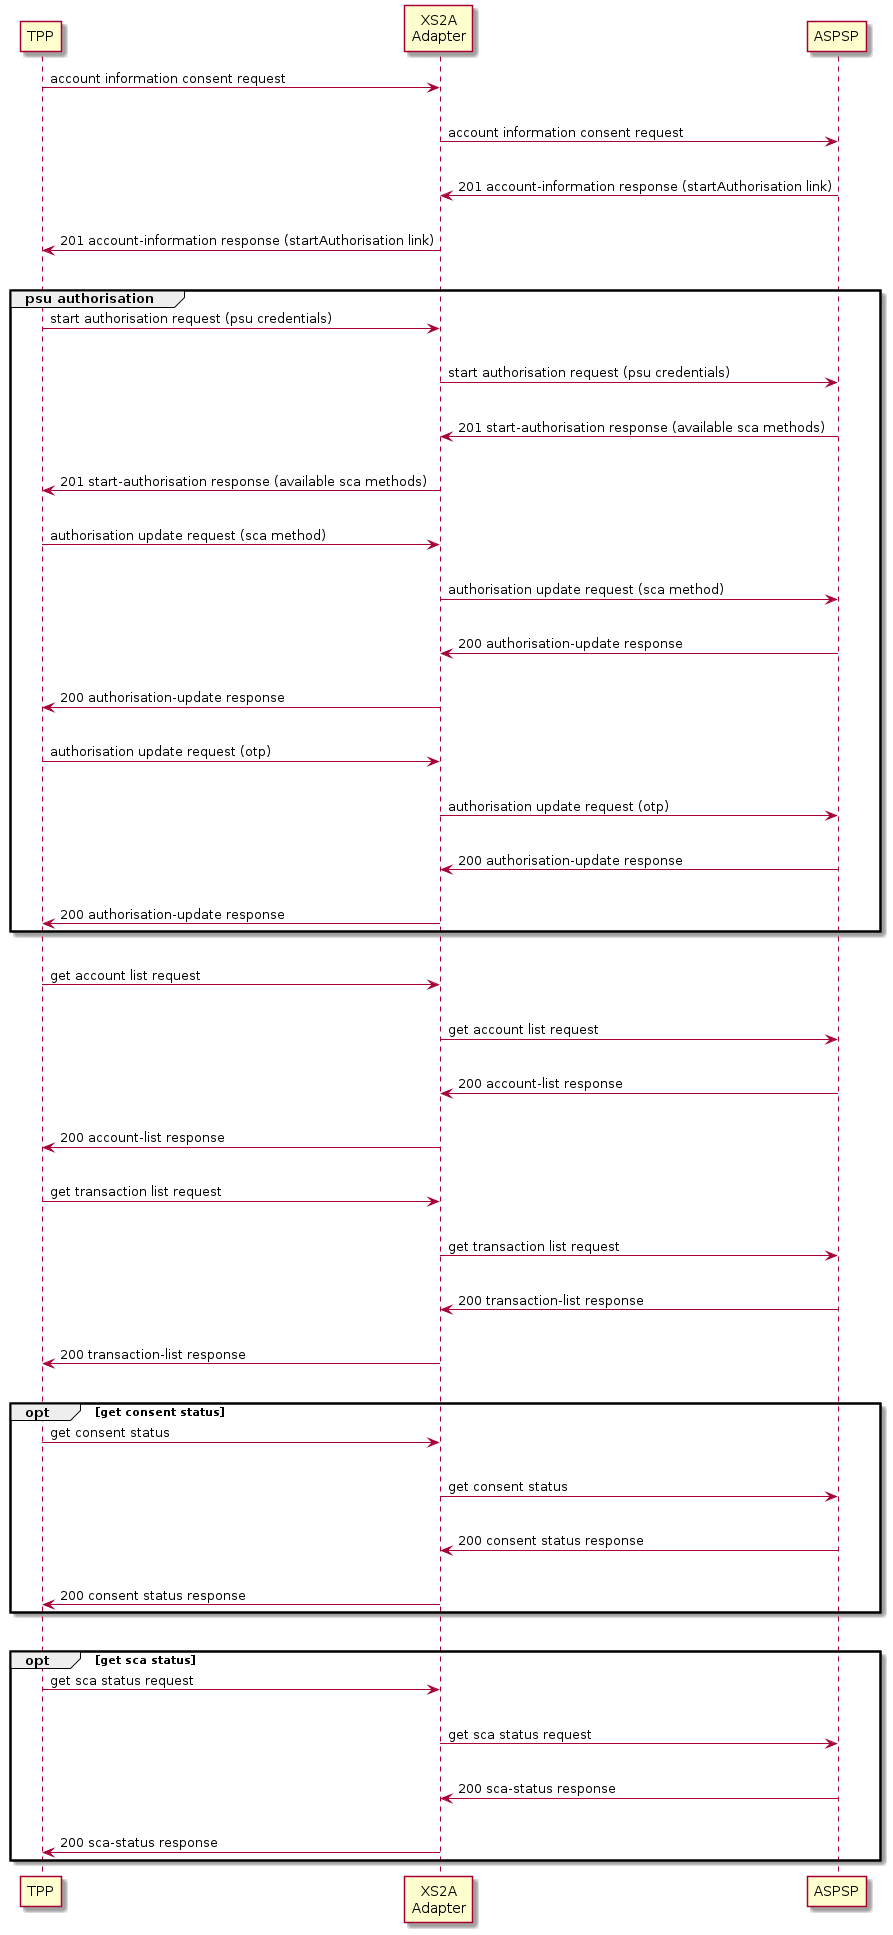 TPP
XS2A
Adapter
ASPSP
account information consent request
account information consent request
201 account-information response (startAuthorisation link)
201 account-information response (startAuthorisation link)
psu authorisation
start authorisation request (psu credentials)
start authorisation request (psu credentials)
201 start-authorisation response (available sca methods)
201 start-authorisation response (available sca methods)
authorisation update request (sca method)
authorisation update request (sca method)
200 authorisation-update response
200 authorisation-update response
authorisation update request (otp)
authorisation update request (otp)
200 authorisation-update response
200 authorisation-update response
get account list request
get account list request
200 account-list response
200 account-list response
get transaction list request
get transaction list request
200 transaction-list response
200 transaction-list response
opt [get consent status]
get consent status
get consent status
200 consent status response
200 consent status response
opt [get sca status]
get sca status request
get sca status request
200 sca-status response
200 sca-status response
TPP
XS2A
Adapter
ASPSP